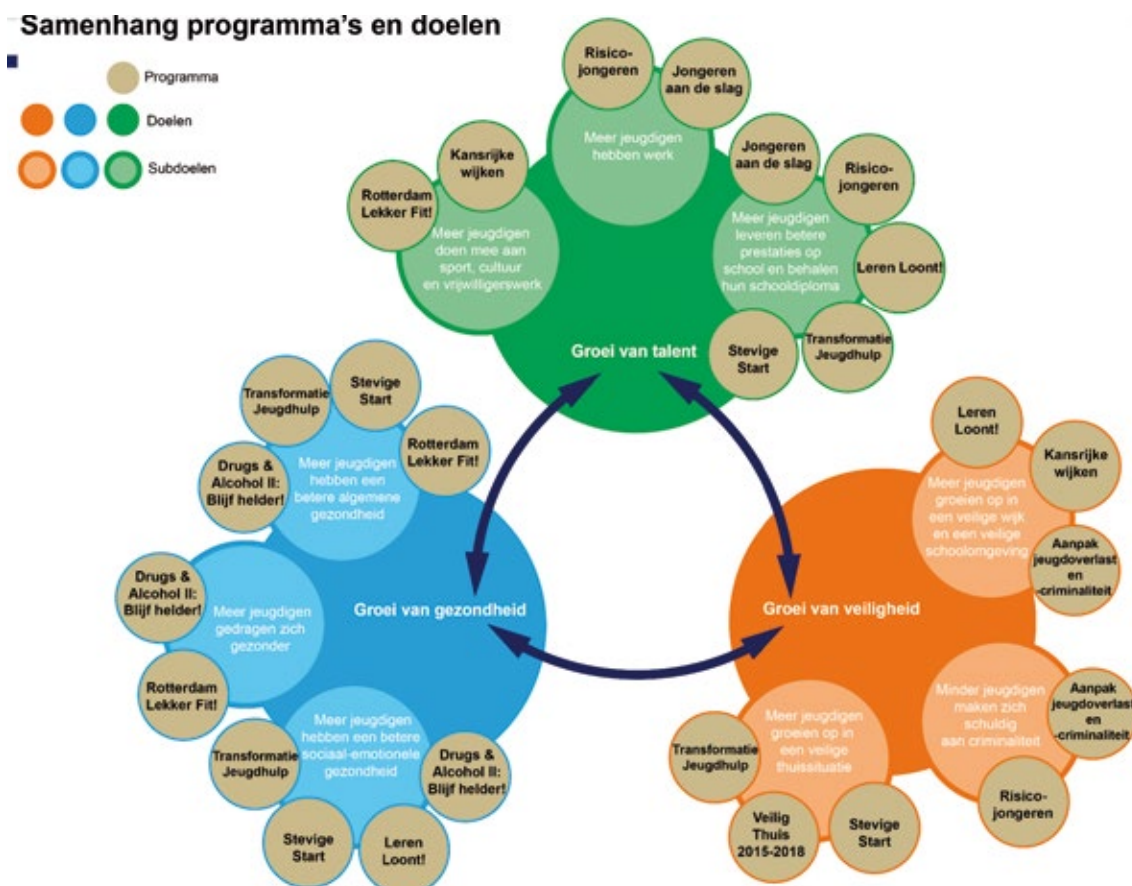 Samenhang programma's en doelen
Programma
Doelen
Subdoelen
Risico-
jongeren
Jongeren
aan de slag
Meer jeugdigen
hebben werk
Kansrijke
wijken
Rotterdam
Lekker Fit!
Meer jeugdigen
doen mee aan
sport, cultuur
en vrijwilligerswerk
Jongeren
aan de slag
Risico-
jongeren
Leren Loont!
Transformatie
Jeugdhulp
Stevige
Start
Meer jeugdigen
leveren betere
prestaties op
school en behalen
hun schooldiploma
Groei van talent
Transformatie
Jeugdhulp
Stevige
Start
Rotterdam
Lekker Fit!
Drugs &
Alcohol II:
Blijf helder!
Meer jeugdigen
hebben een
betere algemene
gezondheid
Drugs &
Alcohol II:
Blijf helder!
Meer jeugdigen
gedragen zich
gezonder
Rotterdam
Lekker Fit!
Groei van gezondheid
Transformatie
Jeugdhulp
Meer jeugdigen
hebben een betere
sociaal-emotionele
gezondheid
Drugs &
Alcohol II:
Blijf helder!
Stevige
Start
Leren
Loont!
Leren
Loont!
Kansrijke
wijken
Meer jeugdigen
groeien op in
een veilige wijk
en een veilige
schoolomgeving
Aanpak
jeugdoverlast
en
-criminaliteit
Groei van veiligheid
Minder jeugdigen
maken zich
schuldig
aan criminaliteit
Aanpak
jeugdoverlast
en
-criminaliteit
Risico-
jongeren
Meer jeugdigen
groeien op in
een veilige
thuissituatie
Transformatie
Jeugdhulp
Veilig
Thuis
2015-2018
Stevige
Start